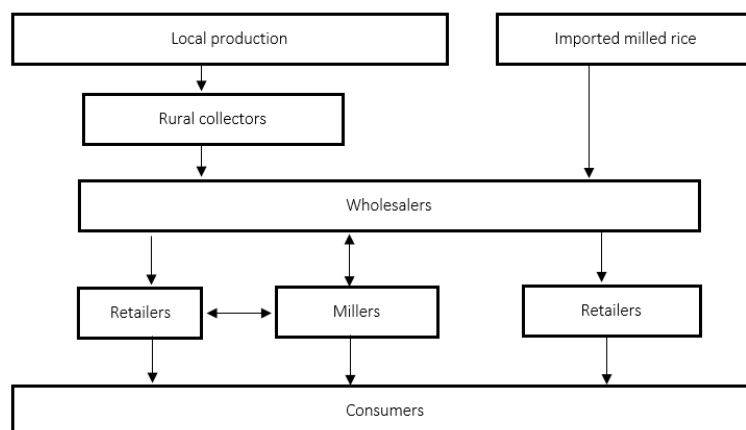 Local production
Imported milled rice
Rural collectors
Wholesalers
Retailers
Millers
Retailers
Consumers